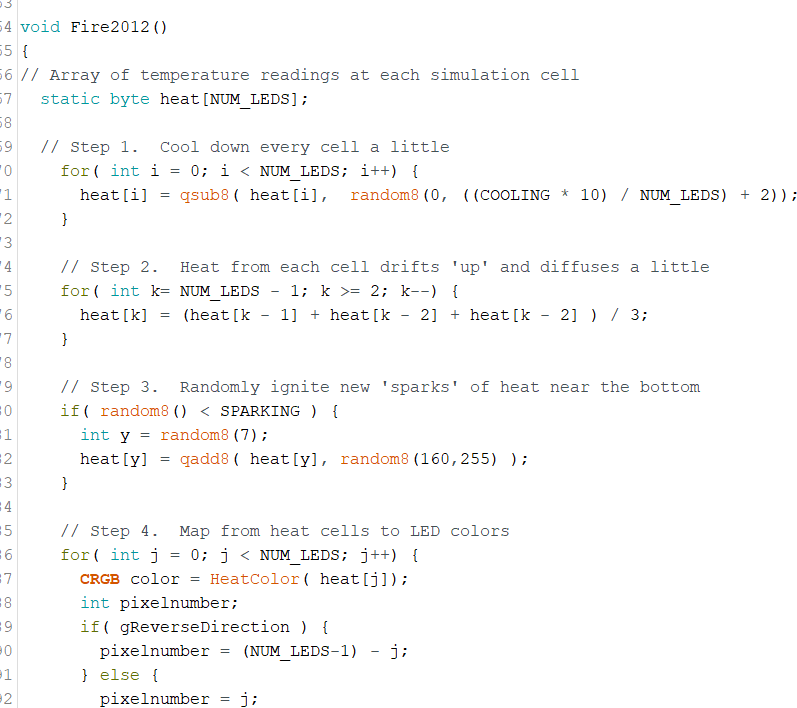 53
54 void Fire2012()
55 {
56 // Array of temperature readings at each simulation cell
57   static byte heat[NUM_LEDS];
58
59   // Step 1.  Cool down every cell a little
70     for( int i = 0; i < NUM_LEDS; i++) {
71       heat[i] = qsub8( heat[i],  random8(0, ((COOLING * 10) / NUM_LEDS) + 2));
72     }
73
74     // Step 2.  Heat from each cell drifts 'up' and diffuses a little
75     for( int k= NUM_LEDS - 1; k >= 2; k--) {
76       heat[k] = (heat[k - 1] + heat[k - 2] + heat[k - 2] ) / 3;
77     }
78
79     // Step 3.  Randomly ignite new 'sparks' of heat near the bottom
80     if( random8() < SPARKING ) {
81       int y = random8(7);
82       heat[y] = qadd8( heat[y], random8(160,255) );
83     }
84
85     // Step 4.  Map from heat cells to LED colors
86     for( int j = 0; j < NUM_LEDS; j++) {
87       CRGB color = HeatColor( heat[j]);
88       int pixelnumber;
89       if( gReverseDirection ) {
90         pixelnumber = (NUM_LEDS-1) - j;
91       } else {
92         pixelnumber = j;